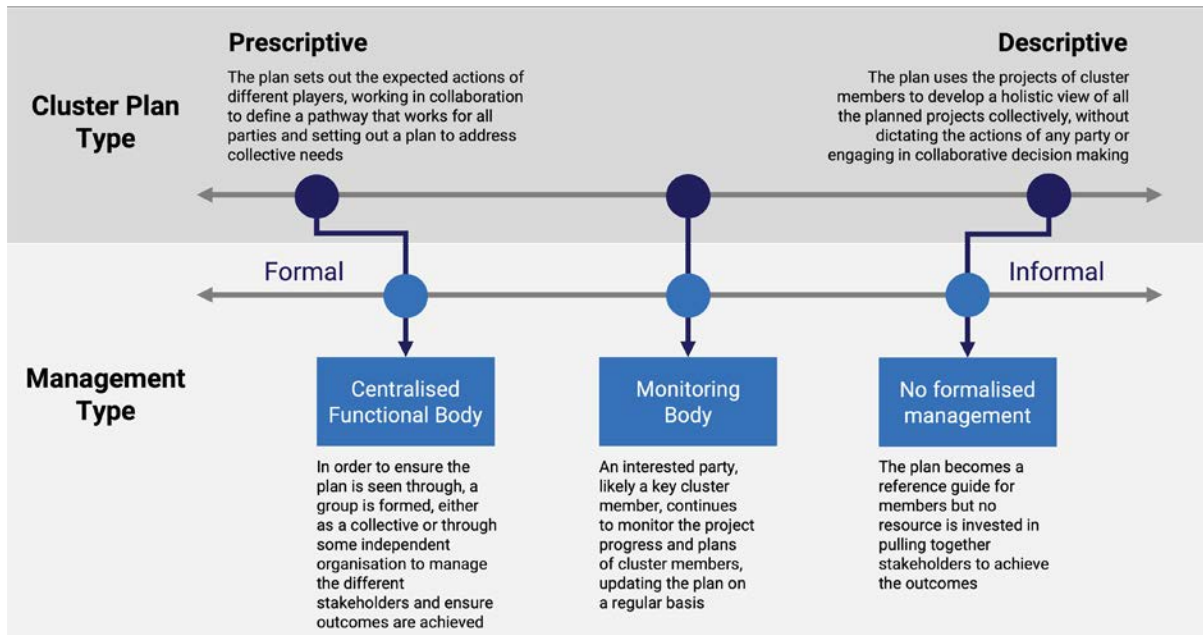 Cluster Plan
Type
Prescriptive
The plan sets out the expected actions of
different players, working in collaboration
to define a pathway that works for all
parties and setting out a plan to address
collective needs
Descriptive
The plan uses the projects of cluster
members to develop a holistic view of all
the planned projects collectively, without
dictating the actions of any party or
engaging in collaborative decision making
Formal
Informal
Management
Type
Centralised
Functional Body
In order to ensure the
plan is seen through, a
group is formed, either
as a collective or through
some independent
organisation to manage
the different
stakeholders and ensure
outcomes are achieved
Monitoring
Body
An interested party,
likely a key cluster
member, continues
to monitor the project
progress and plans
of cluster members,
updating the plan on
a regular basis
No formalised
management
The plan becomes a
reference guide for
members but no
resource is invested in
pulling together
stakeholders to achieve
the outcomes